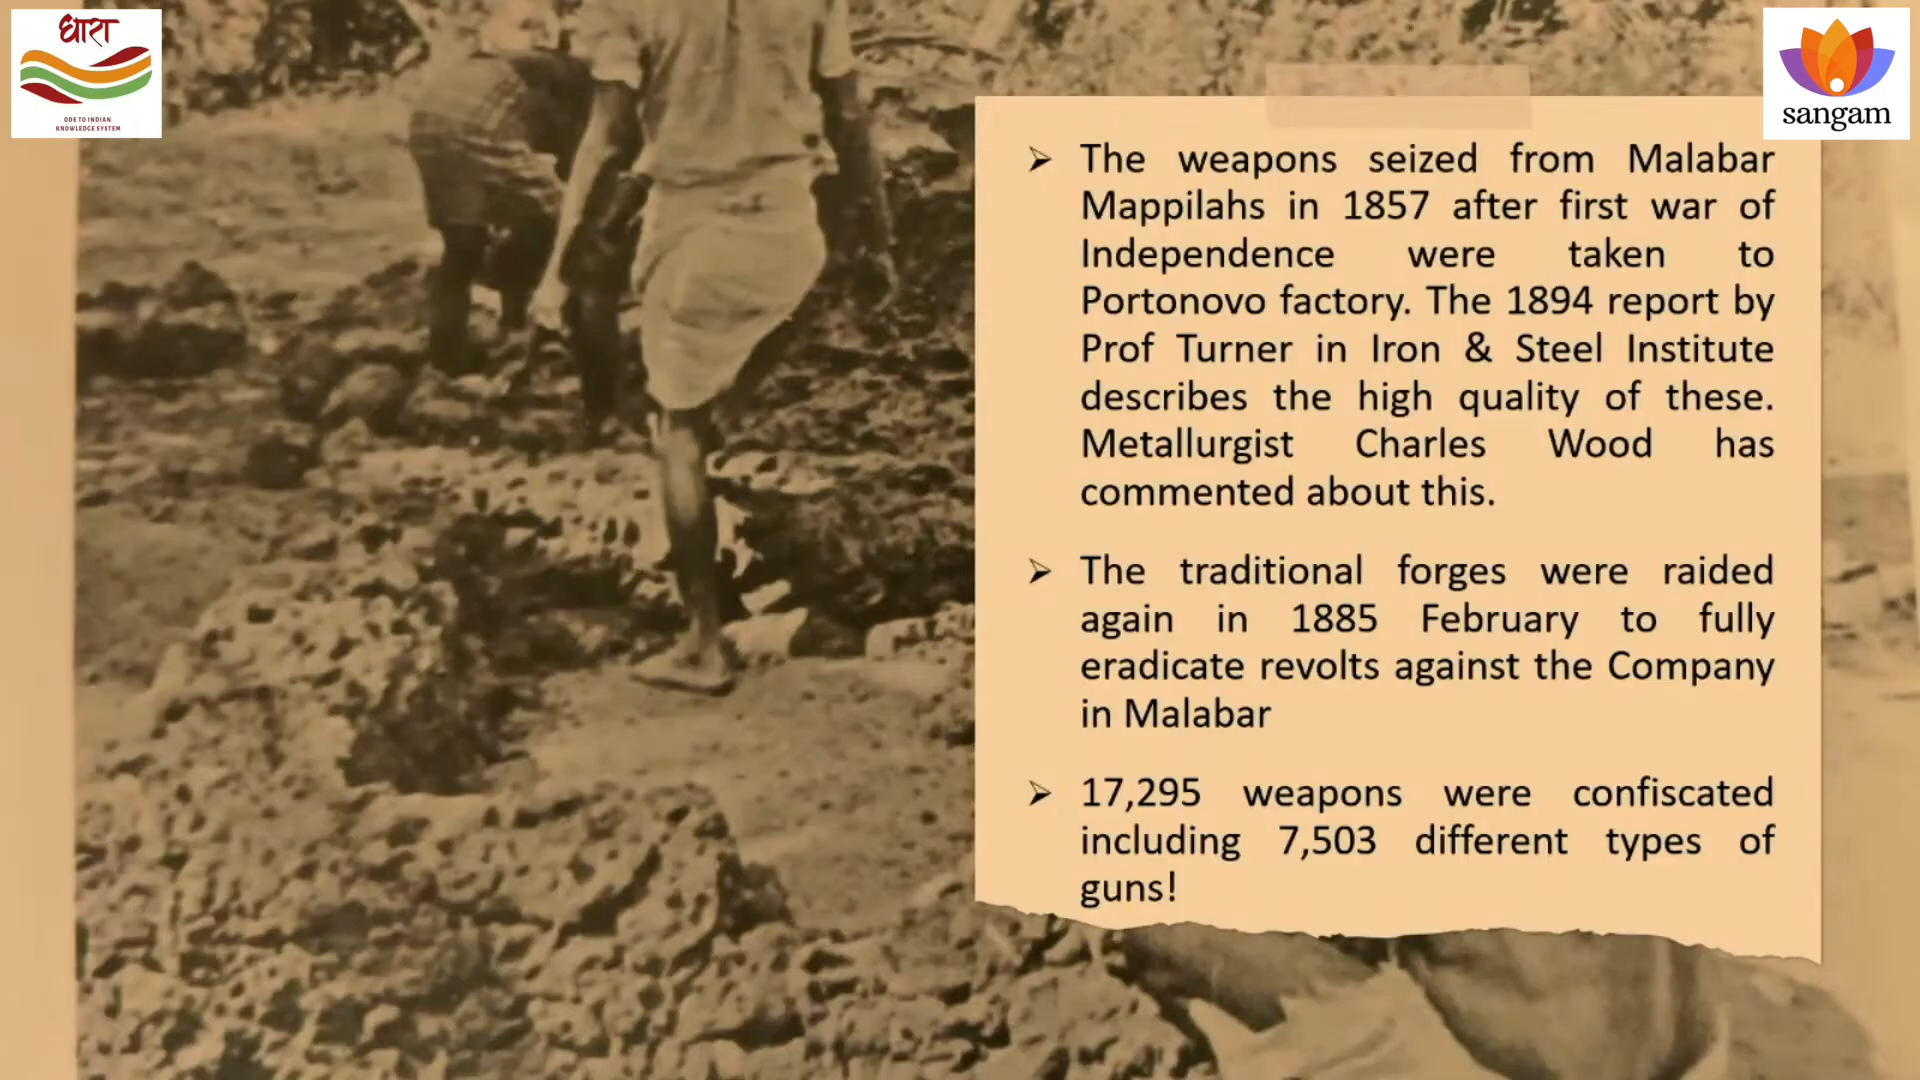 धारा
ODE TO INDIAN
KNOWLEDGE SYSTEM
sangam
➢ The weapons seized from Malabar
Mappilahs in 1857 after first war of
Independence were taken to
Portonovo factory. The 1894 report by
Prof Turner in Iron & Steel Institute
describes the high quality of these.
Metallurgist Charles Wood has
commented about this.
➢ The traditional forges were raided
again in 1885 February to fully
eradicate revolts against the Company
in Malabar
➢ 17,295 weapons were confiscated
including 7,503 different types of
guns!